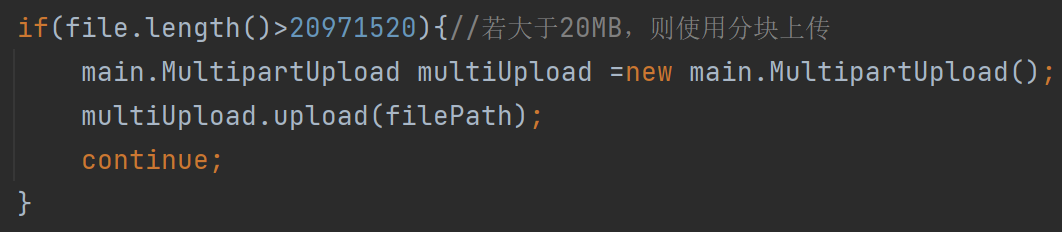 if(file.length()>20971520){//若大于20MB，则使用分块上传
    main.MultipartUpload multiUpload =new main.MultipartUpload();
    multiUpload.upload(filePath);
    continue;
}